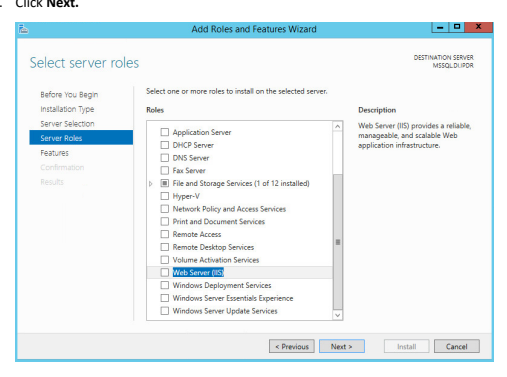 Click Next.
Add Roles and Features Wizard
Select server roles
DESTINATION SERVER
MSSQL.DI.PDR
Before You Begin
Installation Type
Server Selection
Server Roles
Features
Confirmation
Results
Select one or more roles to install on the selected server.
Roles
Application Server
DHCP Server
DNS Server
Fax Server
File and Storage Services (1 of 12 installed)
Hyper-V
Network Policy and Access Services
Print and Document Services
Remote Access
Remote Desktop Services
Volume Activation Services
Web Server (IIS)
Windows Deployment Services
Windows Server Essentials Experience
Windows Server Update Services
Description
Web Server (IIS) provides a reliable,
manageable, and scalable Web
application infrastructure.
< Previous
Next >
Install
Cancel